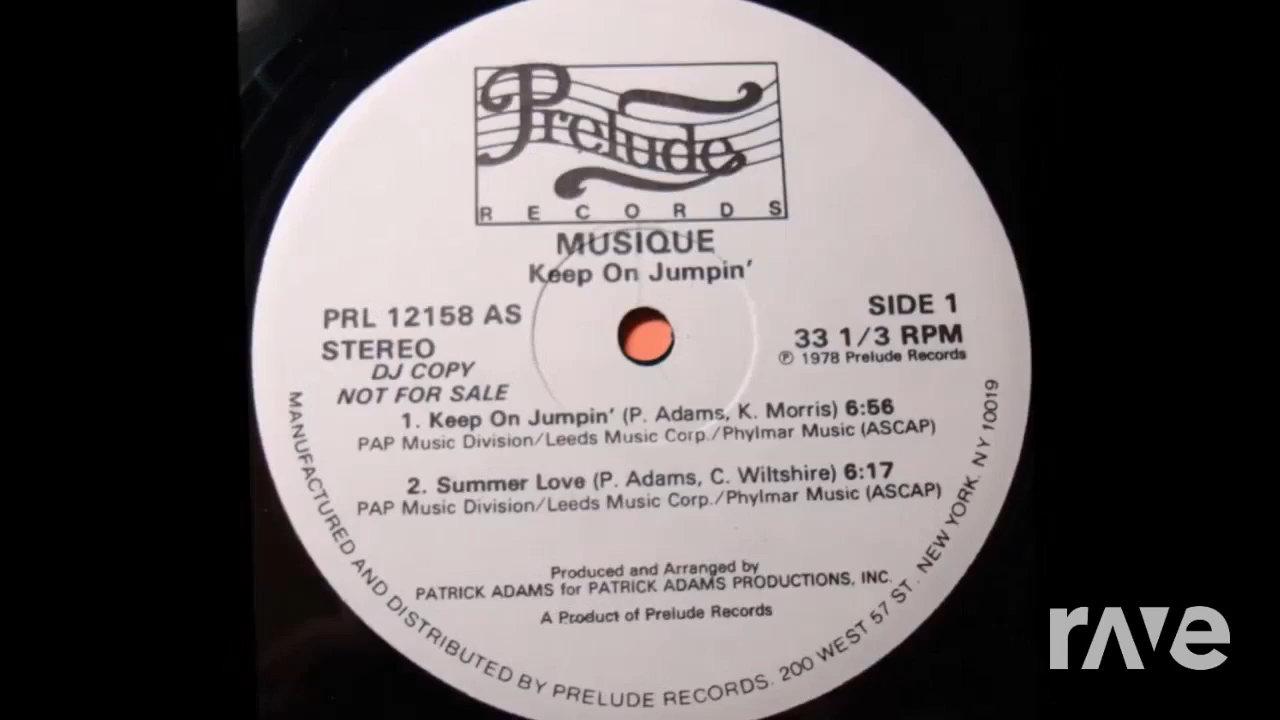 Prelude
RECORDS
MUSIQUE
Keep On Jumpin'
PRL 12158 AS
STEREO
DJ COPY
NOT FOR SALE
SIDE 1
33 1/3 RPM
℗ 1978 Prelude Records
1. Keep On Jumpin' (P. Adams, K. Morris) 6:56
PAP Music Division/Leeds Music Corp./Phylmar Music (ASCAP)
2. Summer Love (P. Adams, C. Wiltshire) 6:17
PAP Music Division/Leeds Music Corp./Phylmar Music (ASCAP)
Produced and Arranged by
PATRICK ADAMS for PATRICK ADAMS PRODUCTIONS, INC.
A Product of Prelude Records
MANUFACTURED AND DISTRIBUTED BY PRELUDE RECORDS. 200 WEST 57 ST. NEW YORK. NY 10019
rave